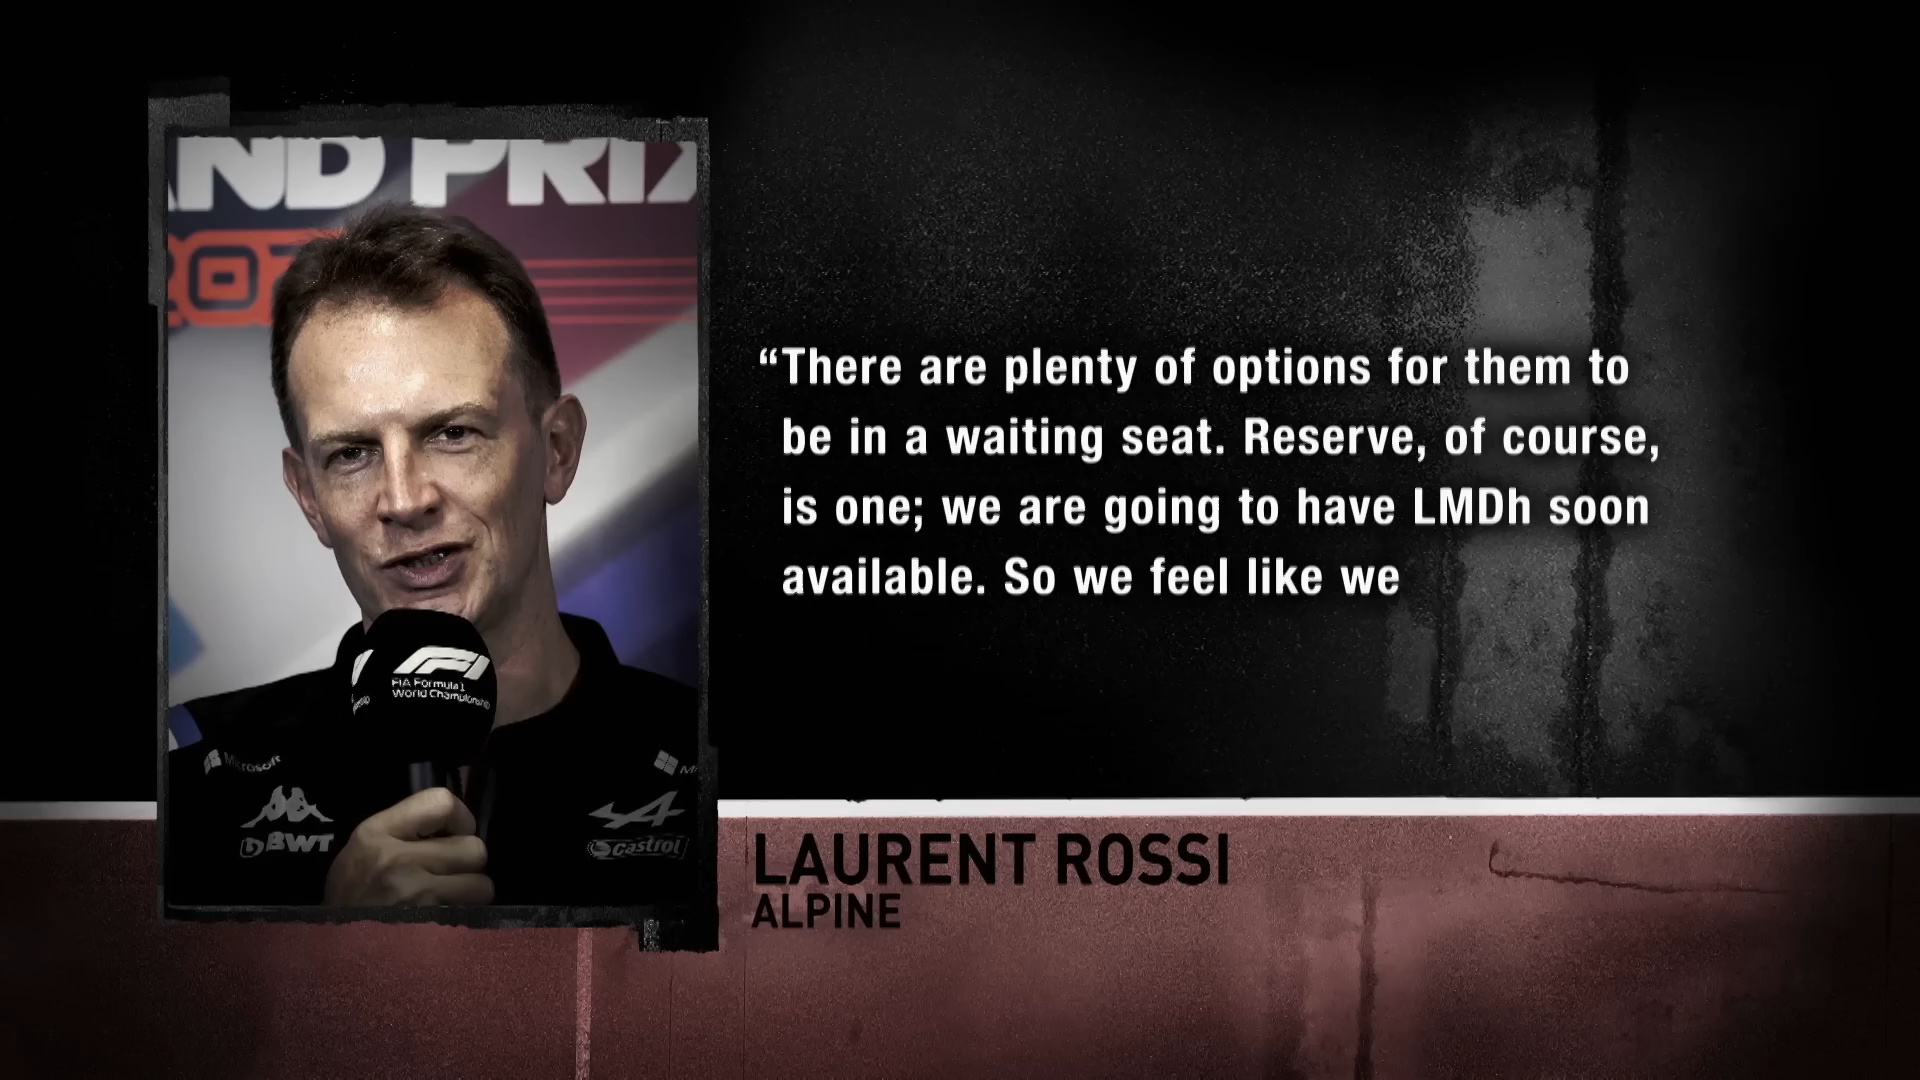 AND PRIX
202
FIA Formula 1
World Championship
Microsoft
BWT
Castrol
“There are plenty of options for them to
be in a waiting seat. Reserve, of course,
is one; we are going to have LMDh soon
available. So we feel like we
LAURENT ROSSI
ALPINE